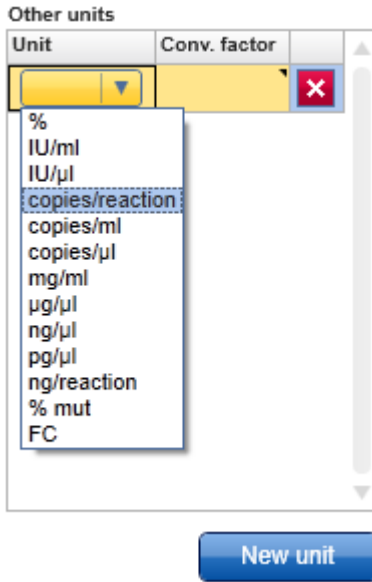 Other units
Unit Conv. factor
%
IU/ml
IU/µl
copies/reaction
copies/ml
copies/µl
mg/ml
µg/µl
ng/µl
pg/µl
ng/reaction
% mut
FC
New unit